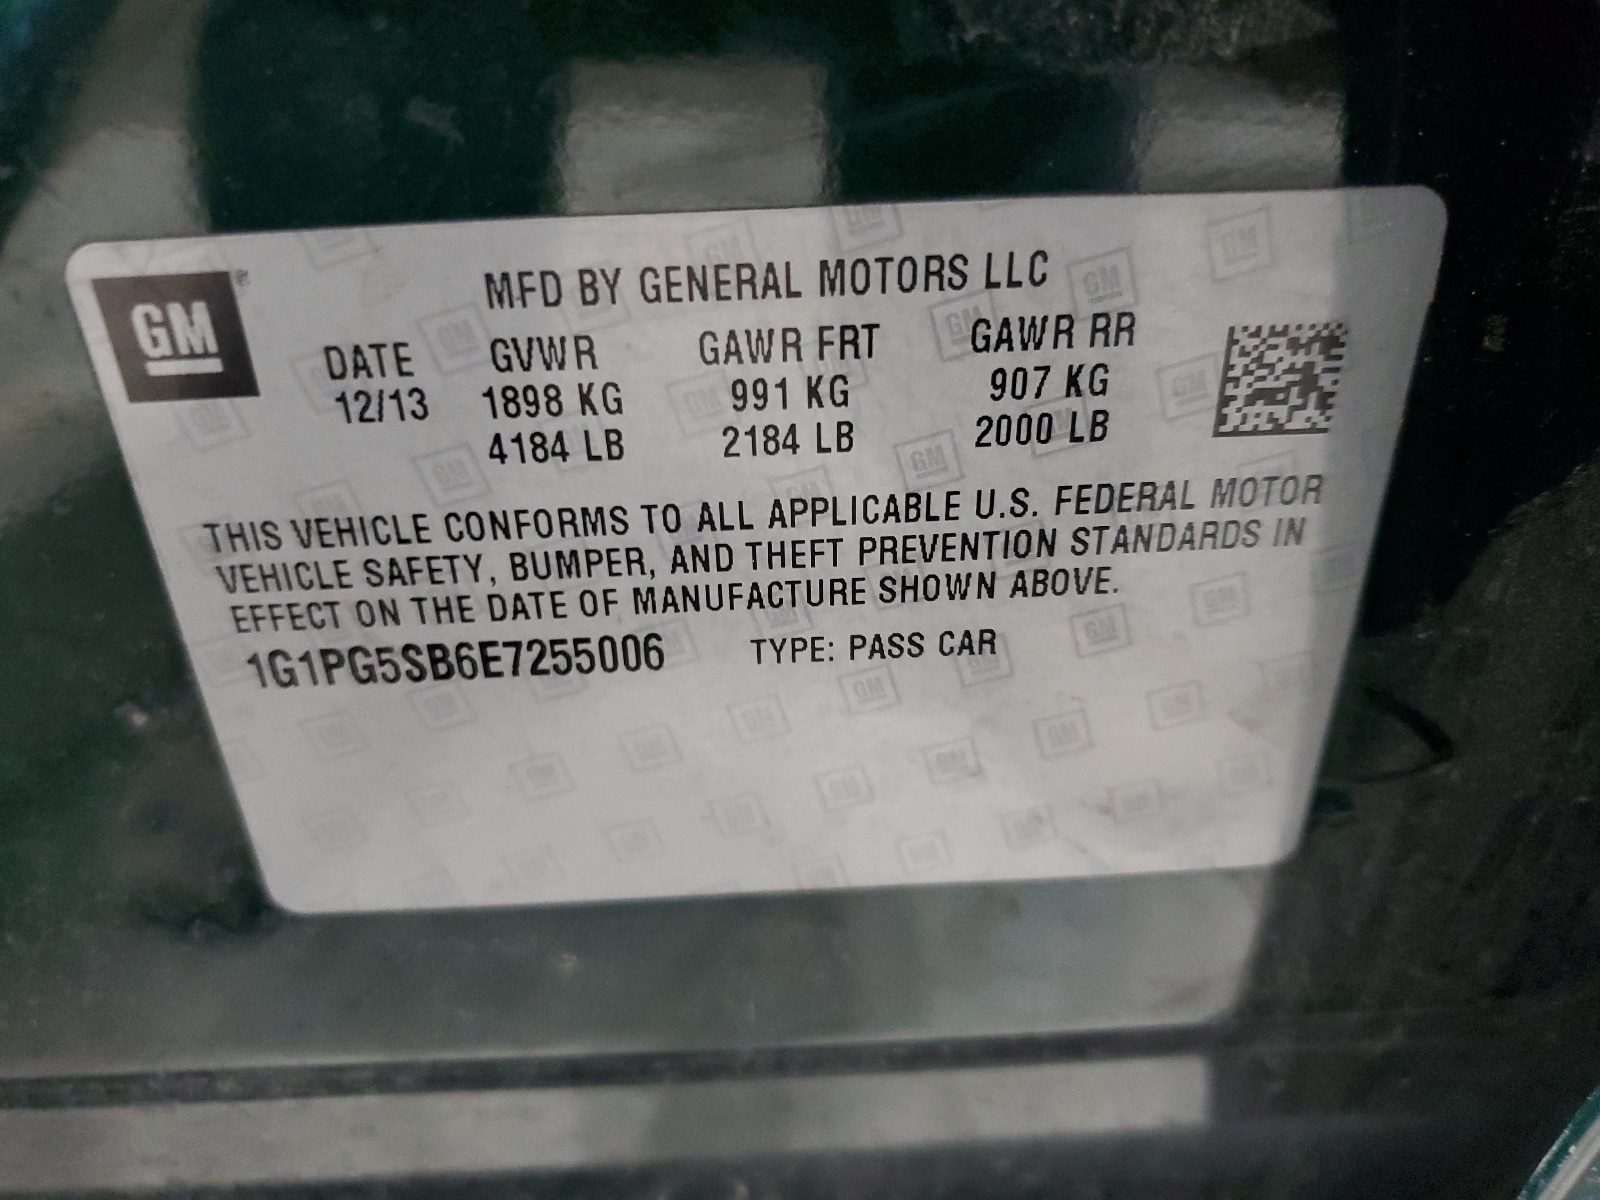 GM
MFD BY GENERAL MOTORS LLC
DATE GVWR GAWR FRT GAWR RR
12/13 1898 KG 991 KG 907 KG
4184 LB 2184 LB 2000 LB
THIS VEHICLE CONFORMS TO ALL APPLICABLE U.S. FEDERAL MOTOR
VEHICLE SAFETY, BUMPER, AND THEFT PREVENTION STANDARDS IN
EFFECT ON THE DATE OF MANUFACTURE SHOWN ABOVE.
1G1PG5SB6E7255006 TYPE: PASS CAR